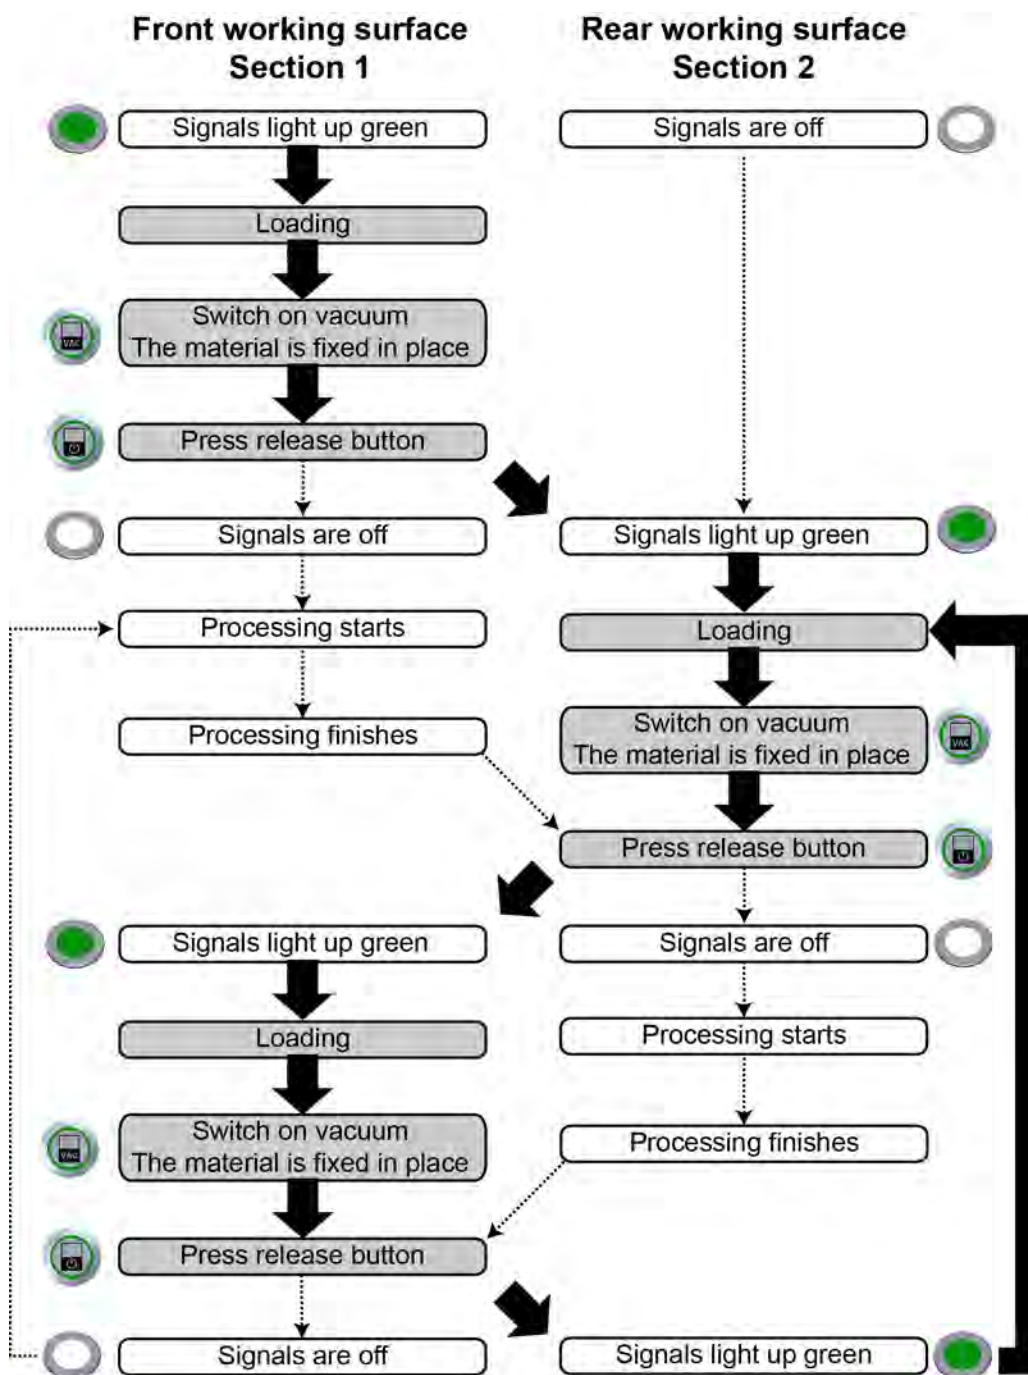 Front working surface
Section 1
Rear working surface
Section 2
Signals light up green
Signals are off
Loading
VAC
Switch on vacuum
The material is fixed in place
Press release button
Signals are off
Signals light up green
Processing starts
Loading
Processing finishes
Switch on vacuum
The material is fixed in place
VAC
Press release button
Signals light up green
Signals are off
Loading
Processing starts
VAC
Switch on vacuum
The material is fixed in place
Processing finishes
Press release button
Signals are off
Signals light up green